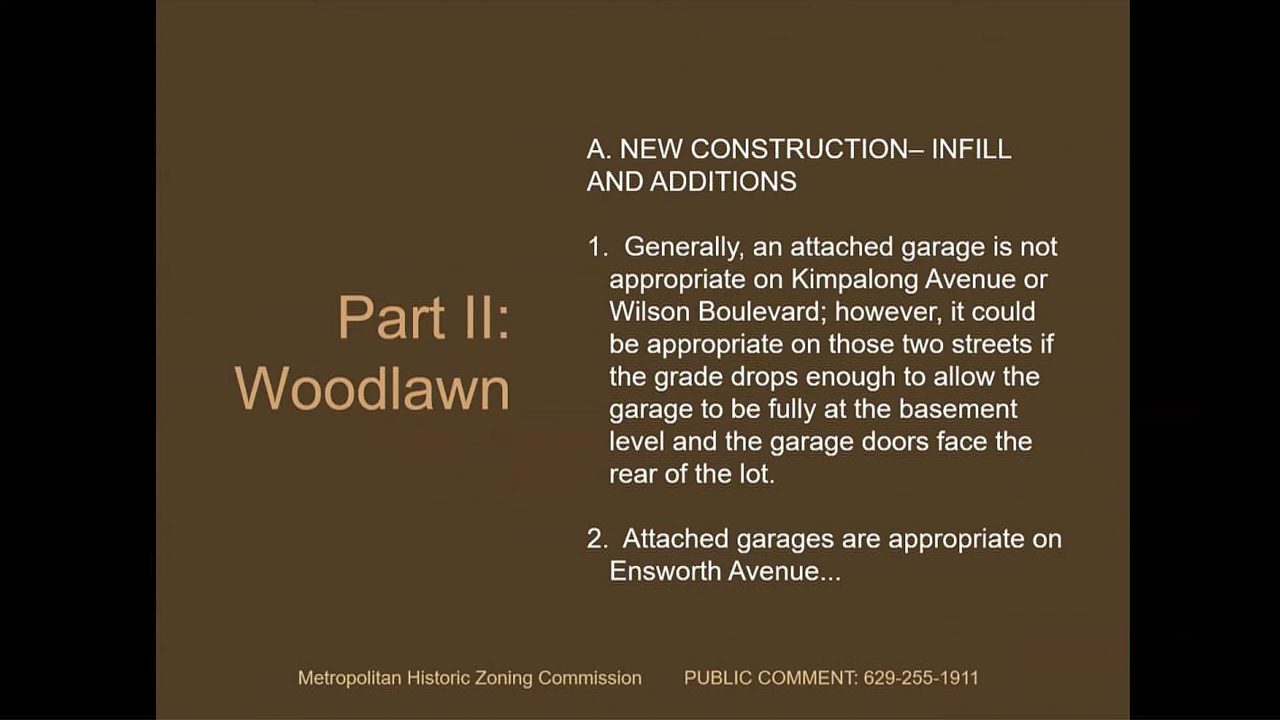 Part II:
Woodlawn
A. NEW CONSTRUCTION– INFILL
AND ADDITIONS
1. Generally, an attached garage is not
appropriate on Kimpalong Avenue or
Wilson Boulevard; however, it could
be appropriate on those two streets if
the grade drops enough to allow the
garage to be fully at the basement
level and the garage doors face the
rear of the lot.
2. Attached garages are appropriate on
Ensworth Avenue...
Metropolitan Historic Zoning Commission PUBLIC COMMENT: 629-255-1911